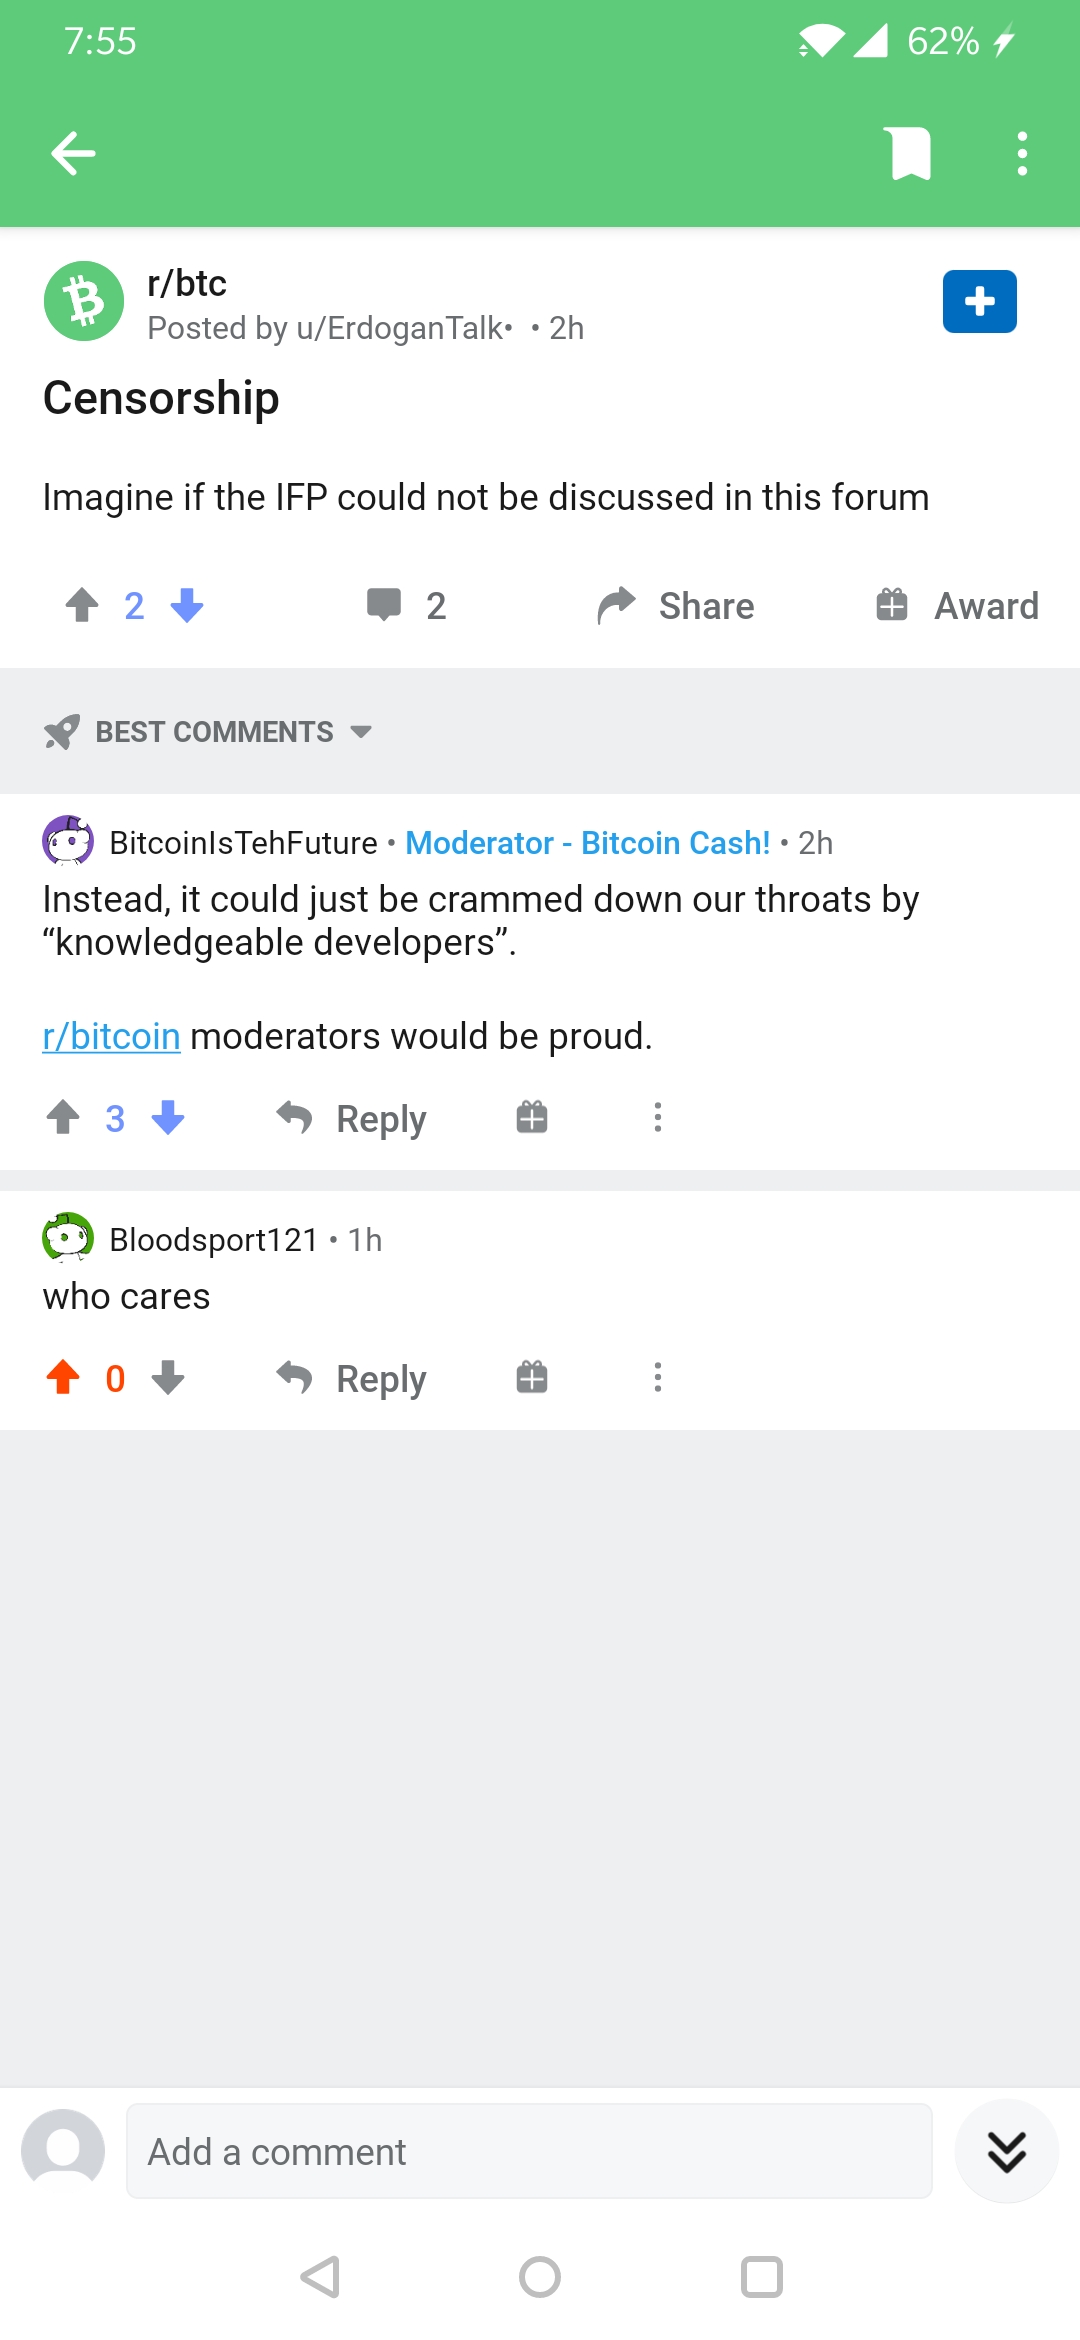 7:55
62%
r/btc
Posted by u/ErdoganTalk• • 2h
Censorship
Imagine if the IFP could not be discussed in this forum
2
2
Share
Award
BEST COMMENTS
BitcoinIsTehFuture • Moderator - Bitcoin Cash! • 2h
Instead, it could just be crammed down our throats by
“knowledgeable developers”.
r/bitcoin moderators would be proud.
3
Reply
Bloodsport121 • 1h
who cares
0
Reply
Add a comment